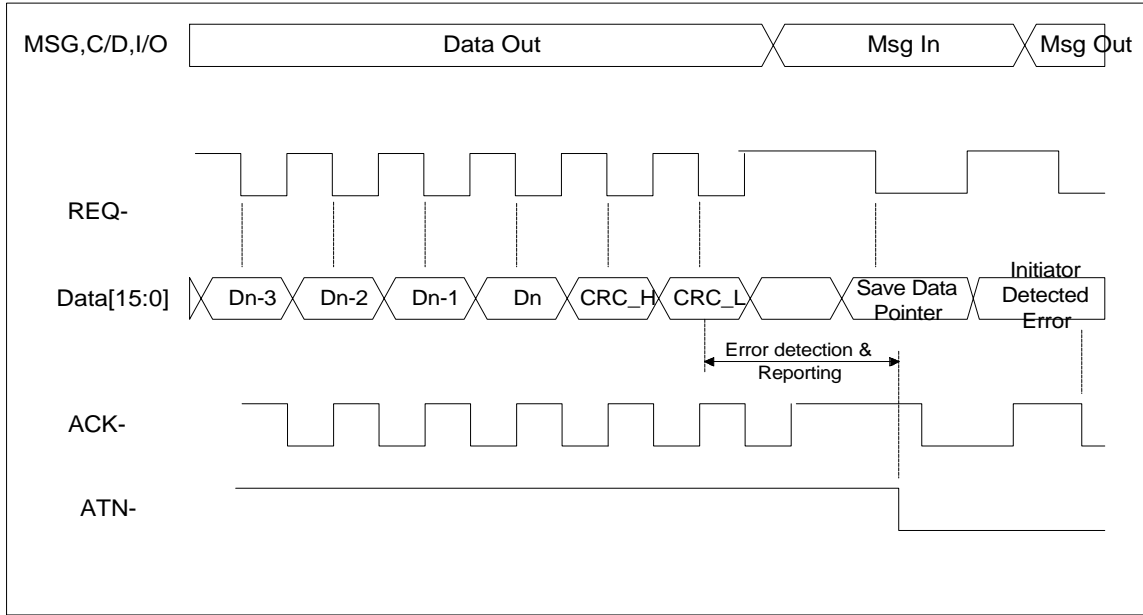 MSG,C/D,I/O
Data Out
Msg In
Msg Out
REQ-
Data[15:0]
Dn-3
Dn-2
Dn-1
Dn
CRC_H
CRC_L
Save Data
Pointer
Initiator
Detected
Error
Error detection &
Reporting
ACK-
ATN-